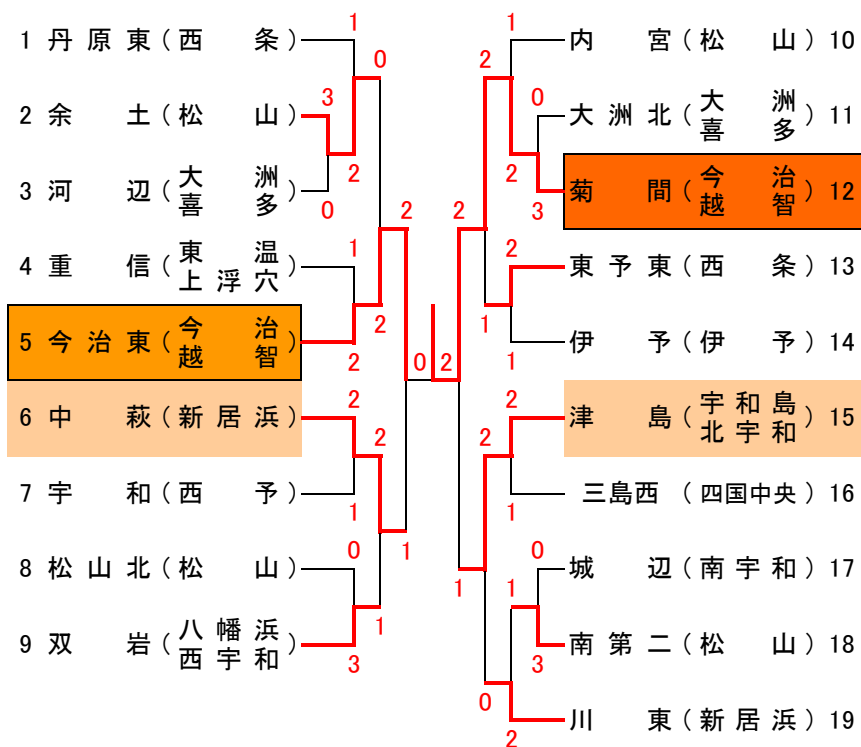 1 丹原東(西条)
2 余土(松山)
3 河辺(大洲喜多)
4 重信(東温上浮穴)
5 今治東(今治越智)
6 中萩(新居浜)
7 宇和(西予)
8 松山北(松山)
9 双岩(八幡浜西宇和)
1
0
3
2
0
2
1
2
2
2
2
1
0
1
3
1
0
2
内宮(松山)10
大洲北(大洲喜多)11
菊間(今治越智)12
東予東(西条)13
伊予(伊予)14
津島(宇和島北宇和)15
三島西(四国中央)16
城辺(南宇和)17
南第二(松山)18
川東(新居浜)19
1
2
0
2
3
2
2
1
1
2
2
1
0
1
1
3
0
2